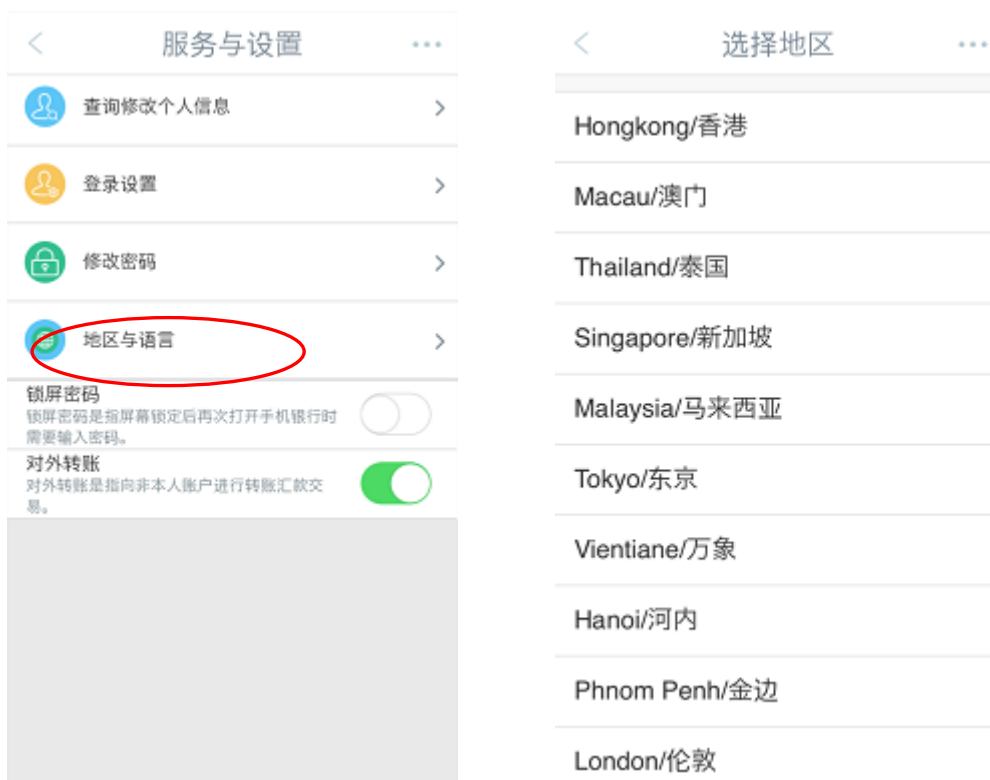 服务与设置
查询修改个人信息
登录设置
修改密码
地区与语言
锁屏密码
锁屏密码是指屏幕锁定后再次打开手机银行时
需要输入密码。
对外转账
对外转账是指向非本人账户进行转账汇款交
易。
选择地区
Hongkong/香港
Macau/澳门
Thailand/泰国
Singapore/新加坡
Malaysia/马来西亚
Tokyo/东京
Vientiane/万象
Hanoi/河内
Phnom Penh/金边
London/伦敦